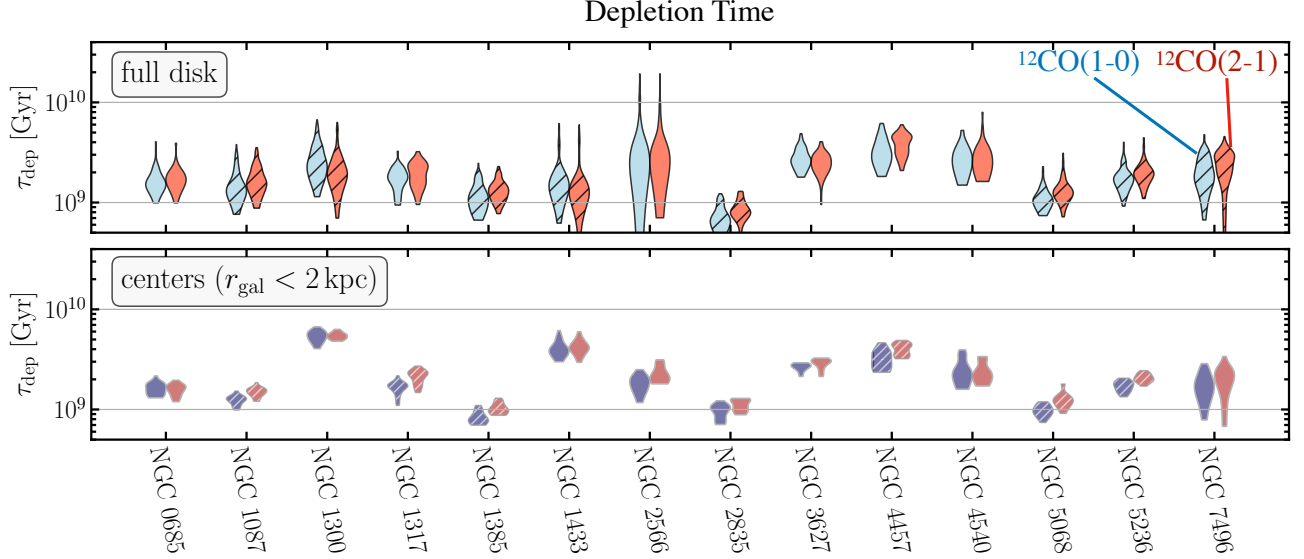 Depletion Time
full disk
¹²CO(1-0) ¹²CO(2-1)
τ_dep [Gyr]
10¹⁰
10⁹
centers (r_gal < 2 kpc)
τ_dep [Gyr]
10¹⁰
10⁹
NGC 0685
NGC 1087
NGC 1300
NGC 1317
NGC 1385
NGC 1433
NGC 2566
NGC 2835
NGC 3627
NGC 4457
NGC 4540
NGC 5068
NGC 5236
NGC 7496